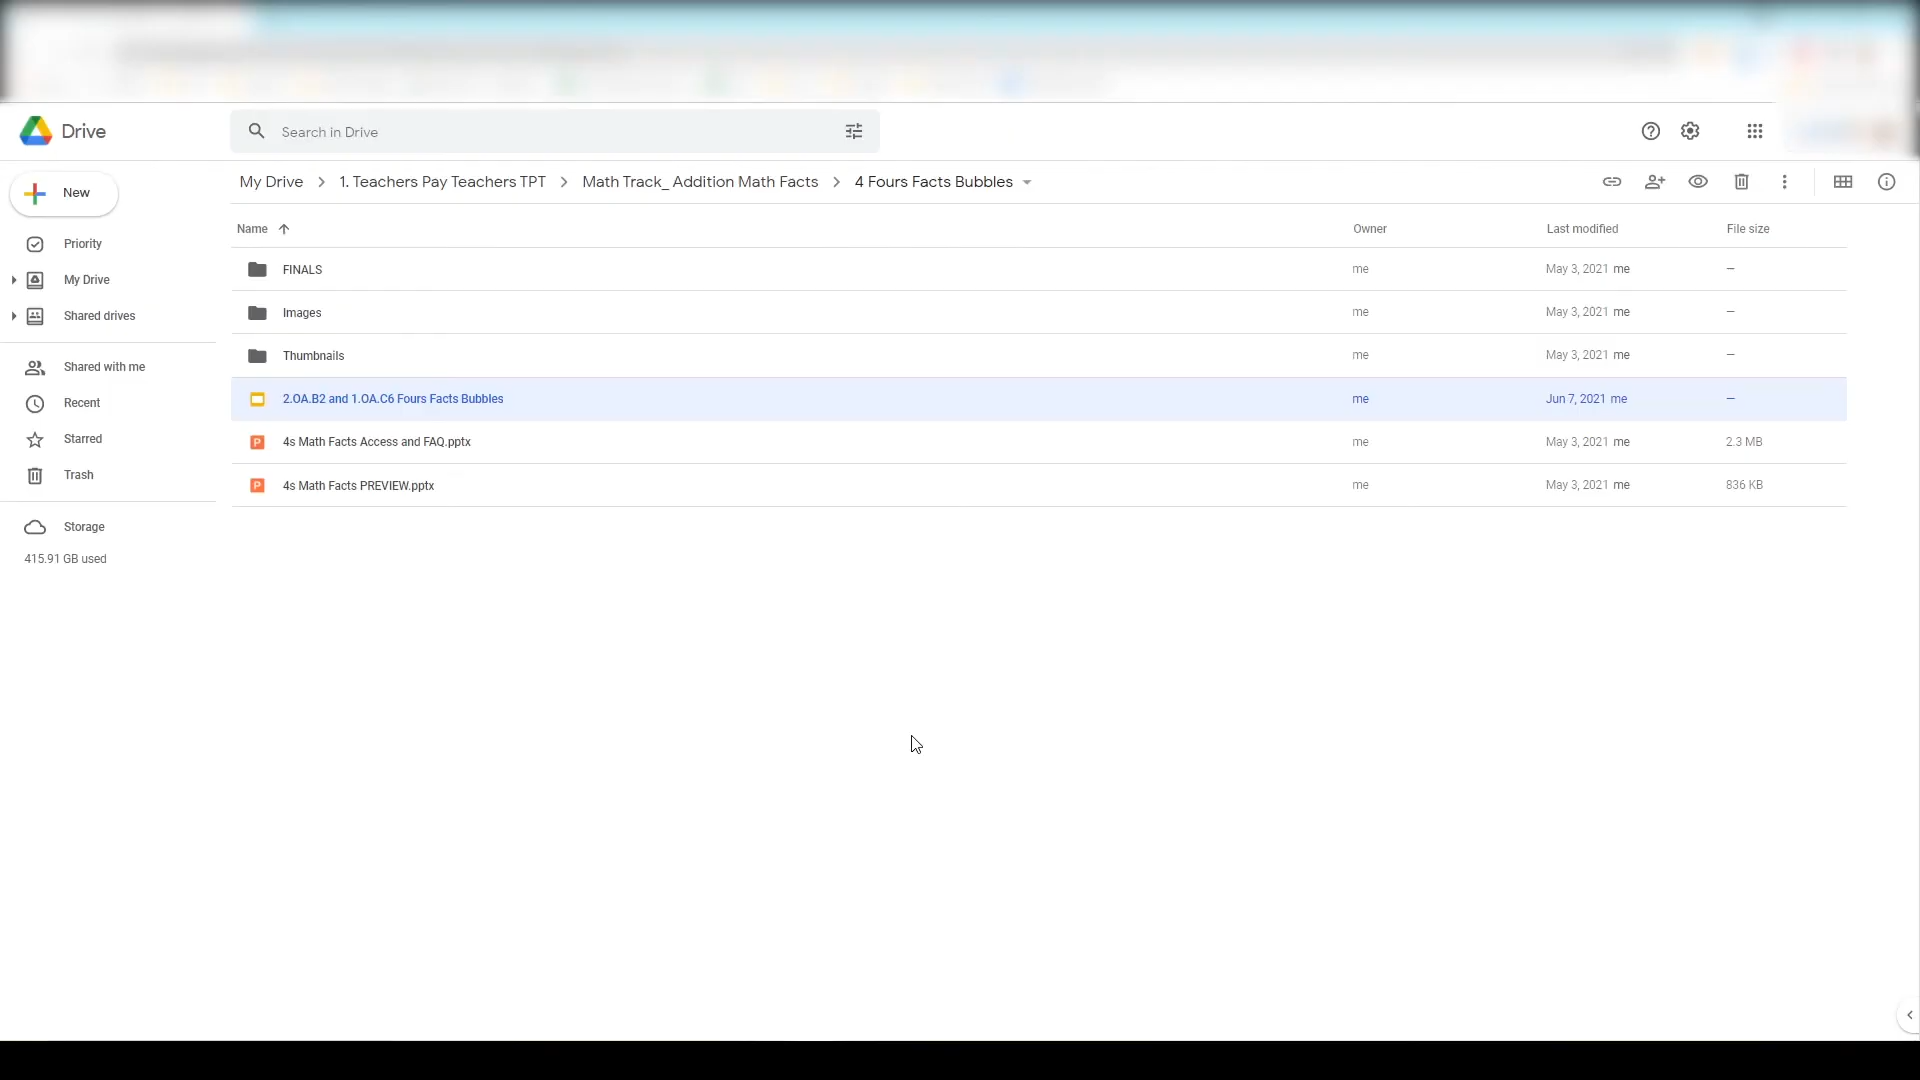 Drive
Search in Drive
New
My Drive
1. Teachers Pay Teachers TPT
Math Track_ Addition Math Facts
4 Fours Facts Bubbles
Priority
My Drive
Shared drives
Shared with me
Recent
Starred
Trash
Storage
415.91 GB used
Name Owner Last modified File size
FINALS me May 3, 2021 me –
Images me May 3, 2021 me –
Thumbnails me May 3, 2021 me –
2.OA.B2 and 1.OA.C6 Fours Facts Bubbles me Jun 7, 2021 me –
P 4s Math Facts Access and FAQ.pptx me May 3, 2021 me 2.3 MB
P 4s Math Facts PREVIEW.pptx me May 3, 2021 me 836 KB